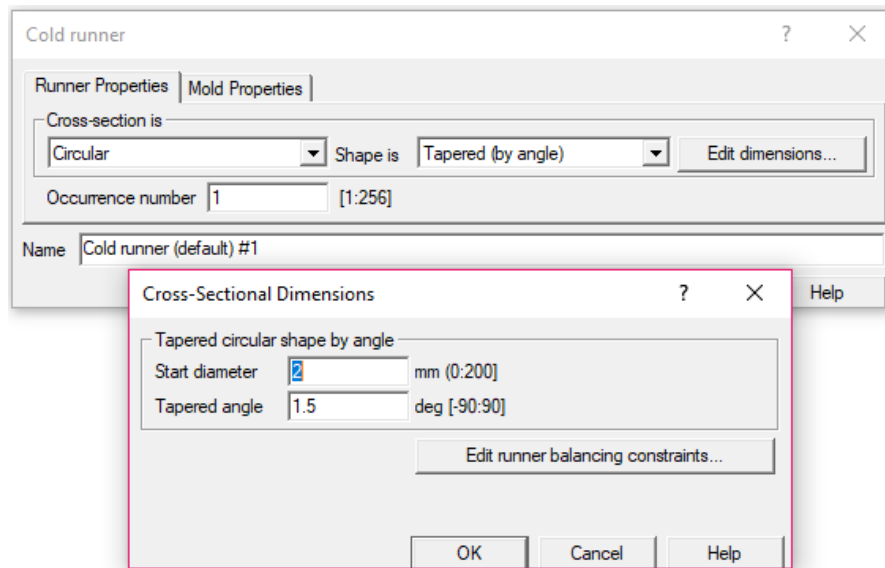 Cold runner ?
Runner Properties Mold Properties
Cross-section is
Circular Shape is Tapered (by angle) Edit dimensions...
Occurrence number 1 [1:256]
Name Cold runner (default) #1
Help
Cross-Sectional Dimensions ?
Tapered circular shape by angle
Start diameter 2 mm (0:200]
Tapered angle 1.5 deg [-90:90]
Edit runner balancing constraints...
OK Cancel Help